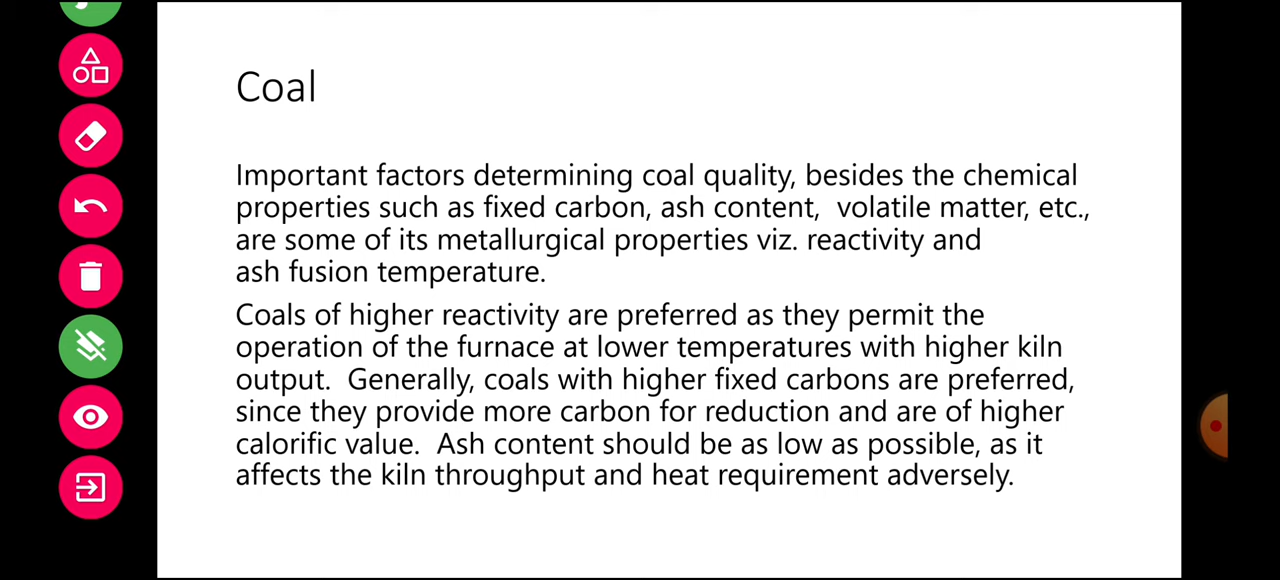 Coal
Important factors determining coal quality, besides the chemical
properties such as fixed carbon, ash content,  volatile matter, etc.,
are some of its metallurgical properties viz. reactivity and
ash fusion temperature.
Coals of higher reactivity are preferred as they permit the
operation of the furnace at lower temperatures with higher kiln
output.  Generally, coals with higher fixed carbons are preferred,
since they provide more carbon for reduction and are of higher
calorific value.  Ash content should be as low as possible, as it
affects the kiln throughput and heat requirement adversely.